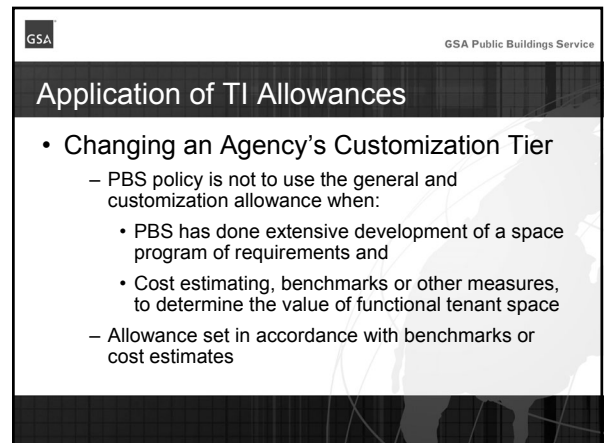 GSA
GSA Public Buildings Service
Application of TI Allowances
• Changing an Agency's Customization Tier
– PBS policy is not to use the general and
customization allowance when:
• PBS has done extensive development of a space
program of requirements and
• Cost estimating, benchmarks or other measures,
to determine the value of functional tenant space
– Allowance set in accordance with benchmarks or
cost estimates